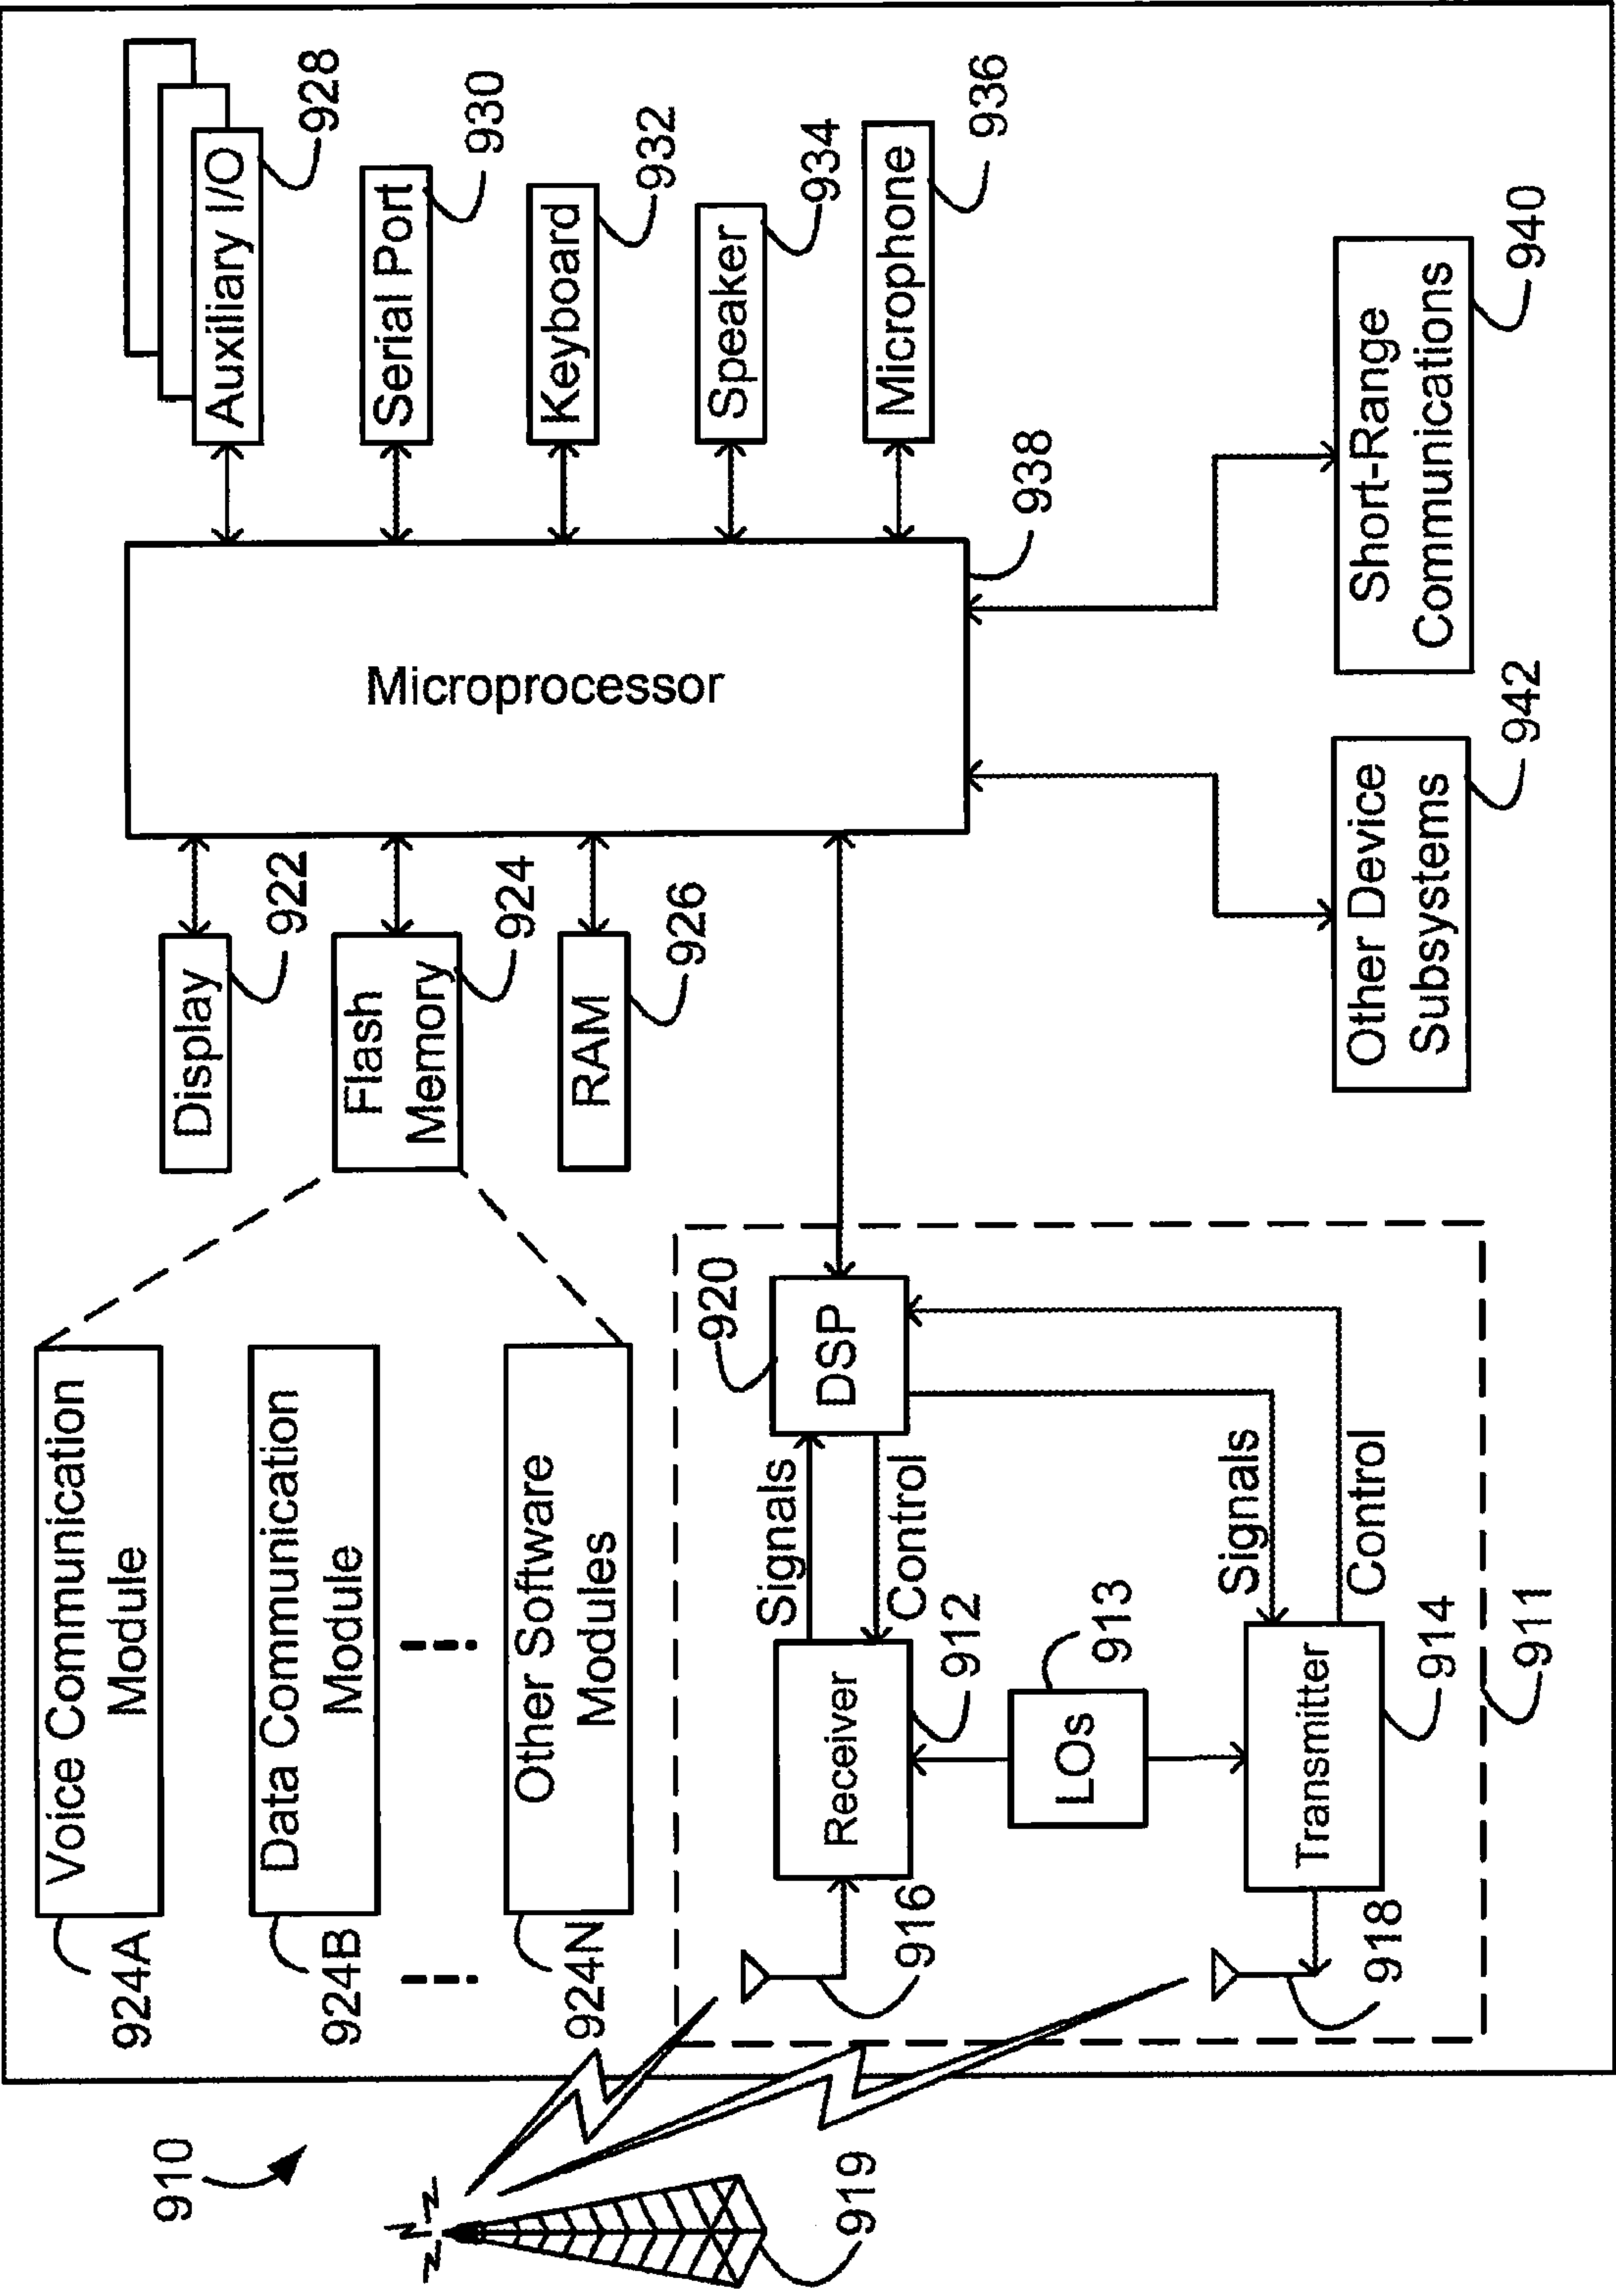 910
919
Voice Communication
Module
924A
Data Communication
Module
924B
Other Software
Modules
924N
Display
922
Flash
Memory
924
RAM
926
Microprocessor
938
Auxiliary I/O
928
Serial Port
930
Keyboard
932
Speaker
934
Microphone
936
Short-Range
Communications
940
Other Device
Subsystems
942
DSP
920
Signals
Control
Receiver
912
916
LOs
913
Signals
Control
Transmitter
914
918
911